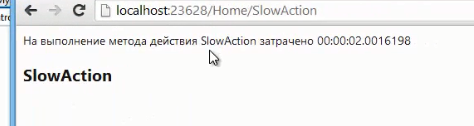 localhost:23628/Home/SlowAction
На выполнение метода действия SlowAction затрачено 00:00:02.0016198
SlowAction